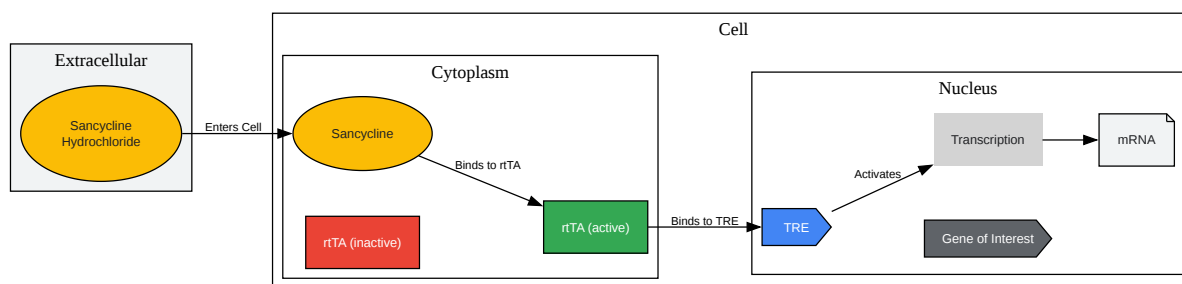 Cell
Extracellular
Cytoplasm
Nucleus
Sancycline
Hydrochloride
Enters Cell
Sancycline
Binds to rtTA
rtTA (inactive)
rtTA (active)
Binds to TRE
TRE
Activates
Transcription
mRNA
Gene of Interest